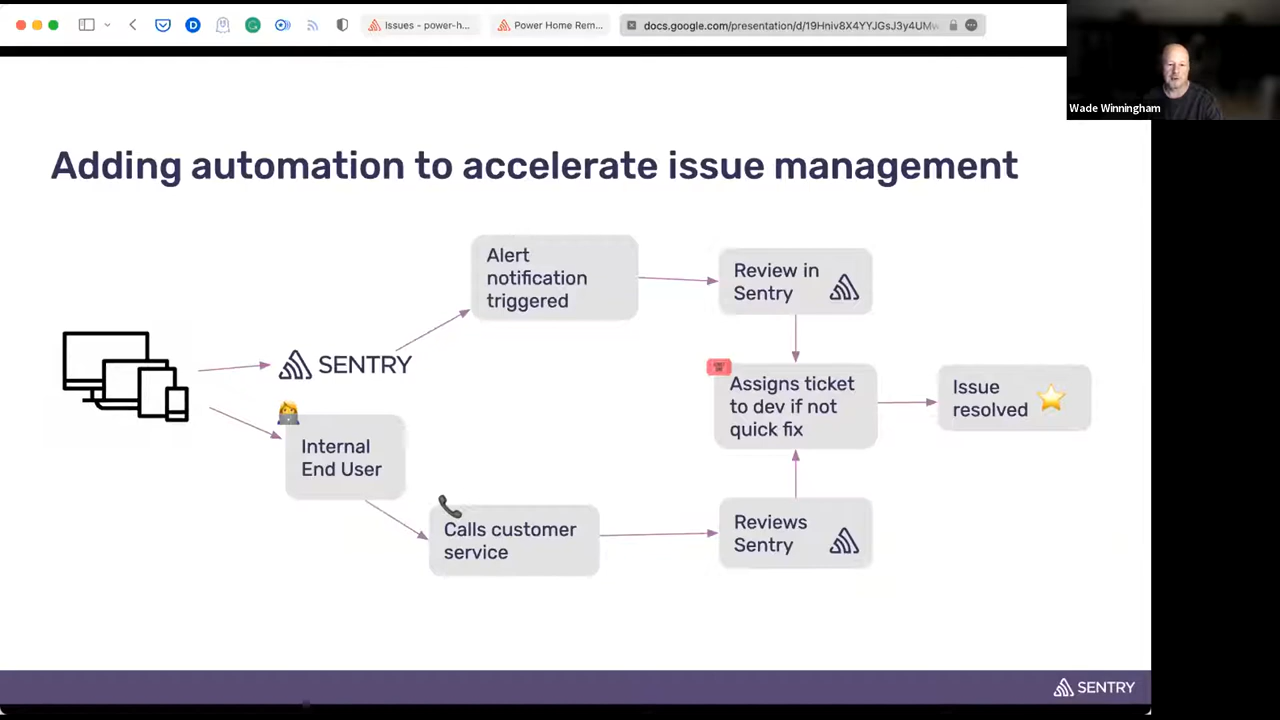 Issues - power-h...
Power Home Rem...
docs.google.com/presentation/d/19Hniv8X4YYJGsJ3y4UMv
Wade Winningham
Adding automation to accelerate issue management
Alert
notification
triggered
Review in
Sentry
SENTRY
Assigns ticket
to dev if not
quick fix
Issue
resolved
Internal
End User
Calls customer
service
Reviews
Sentry
SENTRY